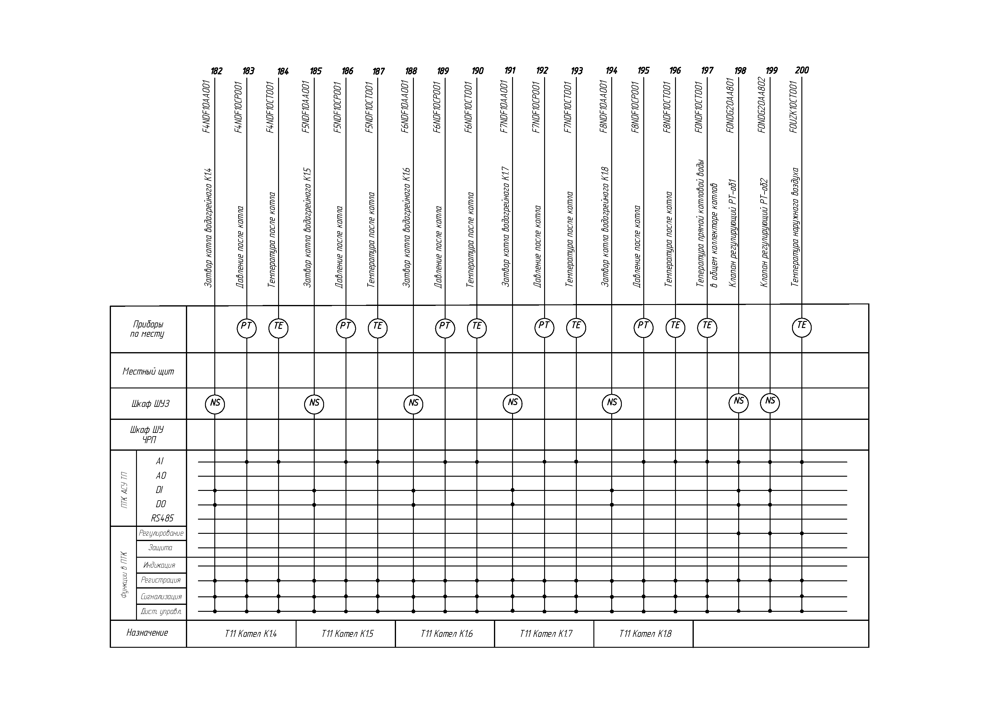 182 183 184 185 186 187 188 189 190 191 192 193 194 195 196 197 198 199 200
F4NDF10AA001
F4NDF10CP001
F4NDF10CT001
F5NDF10AA001
F5NDF10CP001
F5NDF10CT001
F6NDF10AA001
F6NDF10CP001
F6NDF10CT001
F7NDF10AA001
F7NDF10CP001
F7NDF10CT001
F8NDF10AA001
F8NDF10CP001
F8NDF10CT001
F0NDF10CT001
F0NDG20AA801
F0NDG20AA802
F0UZK10CT001
Затвор котла водогрейного К1.4
Давление после котла
Температура после котла
Затвор котла водогрейного К1.5
Давление после котла
Температура после котла
Затвор котла водогрейного К1.6
Давление после котла
Температура после котла
Затвор котла водогрейного К1.7
Давление после котла
Температура после котла
Затвор котла водогрейного К1.8
Давление после котла
Температура после котла
Тепература прямой котловой воды
в общем коллекторе котлов
Клапан регулирующий РТ-об1
Клапан регулирующий РТ-об2
Температура наружного воздуха
Приборы
по месту
PT TE PT TE PT TE PT TE PT TE TE TE
Местный щит
Шкаф ШУЗ
NS NS NS NS NS NS NS
Шкаф ШУ
ЧРП
ПТК АСУ ТП
AI
AO
DI
DO
RS485
Функции в ПТК
Регулирование
Защита
Индикация
Регистрация
Сигнализация
Дист. управл.
Назначение
Т11 Котел К1.4
Т11 Котел К1.5
Т11 Котел К1.6
Т11 Котел К1.7
Т11 Котел К1.8